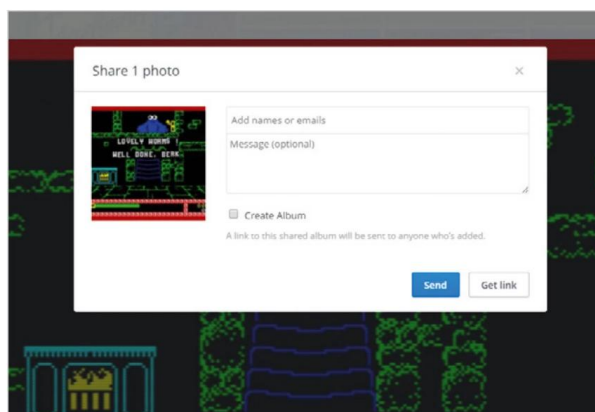 Share 1 photo
×
LOVELY WORMS !
WELL DONE, BERK
Add names or emails
Message (optional)
Create Album
A link to this shared album will be sent to anyone who's added.
Send
Get link